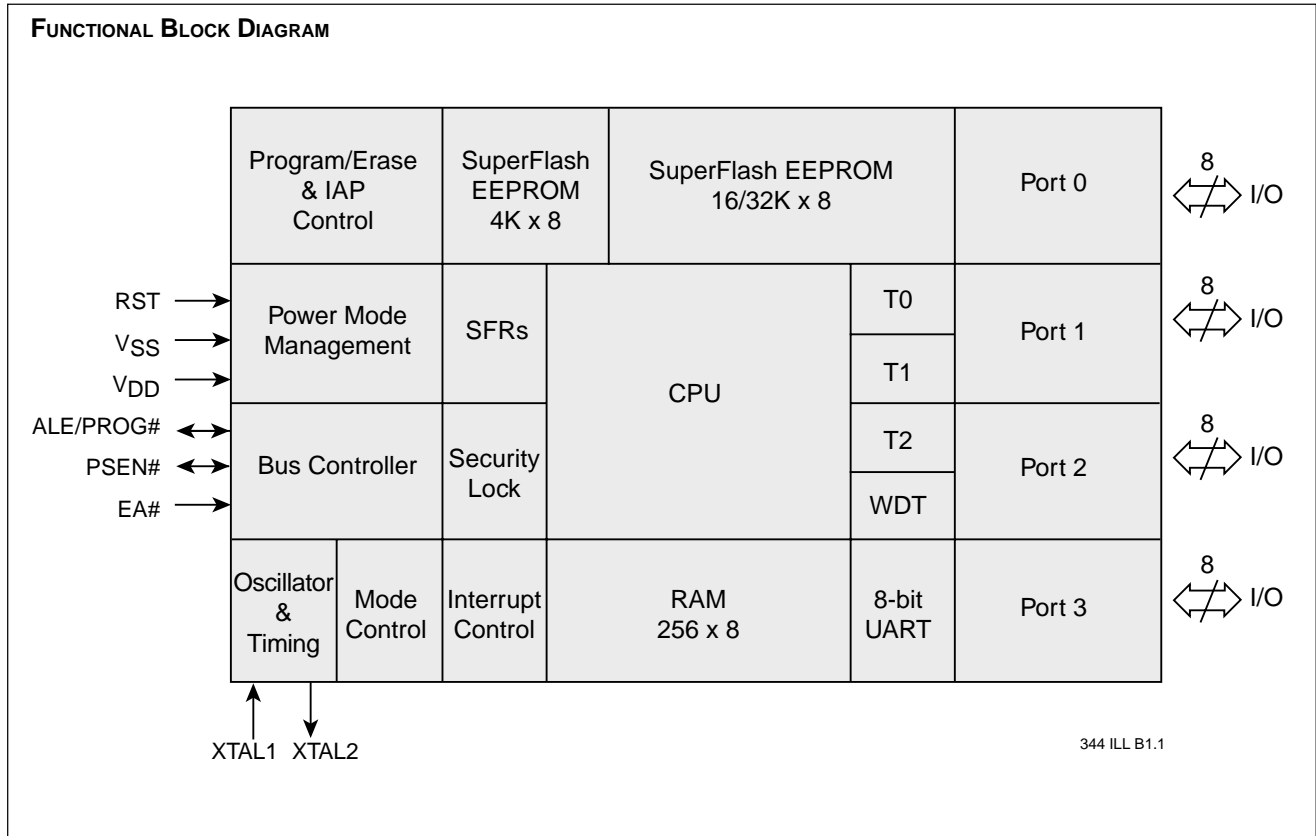 FUNCTIONAL BLOCK DIAGRAM
Program/Erase
& IAP
Control
SuperFlash
EEPROM
4K x 8
SuperFlash EEPROM
16/32K x 8
Port 0
8
I/O
RST
VSS
VDD
Power Mode
Management
SFRs
CPU
T0
T1
Port 1
8
I/O
ALE/PROG#
PSEN#
EA#
Bus Controller
Security
Lock
T2
WDT
Port 2
8
I/O
Oscillator
&
Timing
Mode
Control
Interrupt
Control
RAM
256 x 8
8-bit
UART
Port 3
8
I/O
XTAL1
XTAL2
344 ILL B1.1